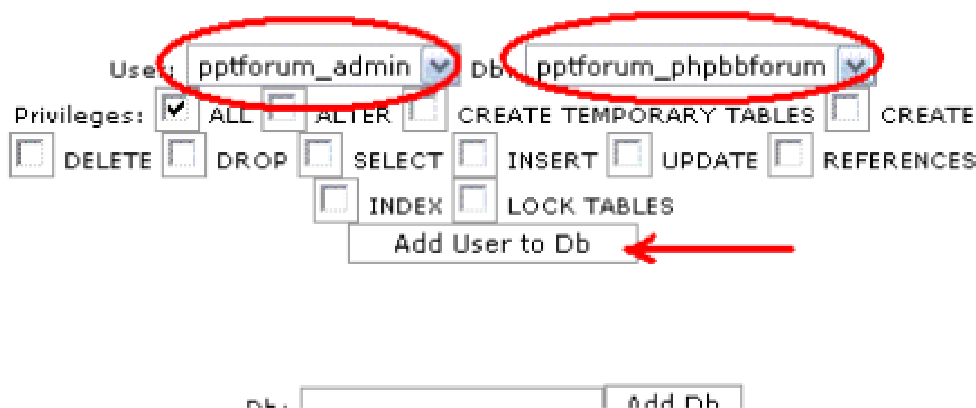 User: pptforum_admin Db: pptforum_phpbbforum
Privileges: ALL ALTER CREATE TEMPORARY TABLES CREATE
DELETE DROP SELECT INSERT UPDATE REFERENCES
INDEX LOCK TABLES
Add User to Db
Db: Add Db